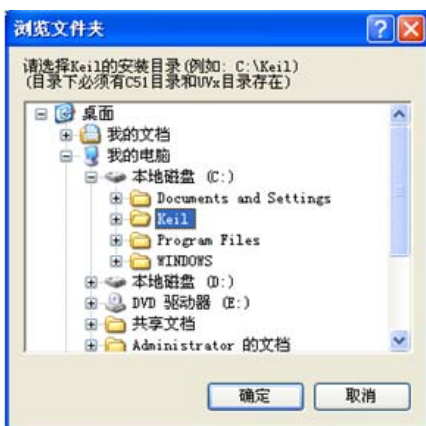 浏览文件夹
请选择Keil的安装目录(例如: C:\Keil)
(目录下必须有C51目录和UVx目录存在)
桌面
我的文档
我的电脑
本地磁盘 (C:)
Documents and Settings
Keil
Program Files
WINDOWS
本地磁盘 (D:)
DVD 驱动器 (E:)
共享文档
Administrator 的文档
确定 取消